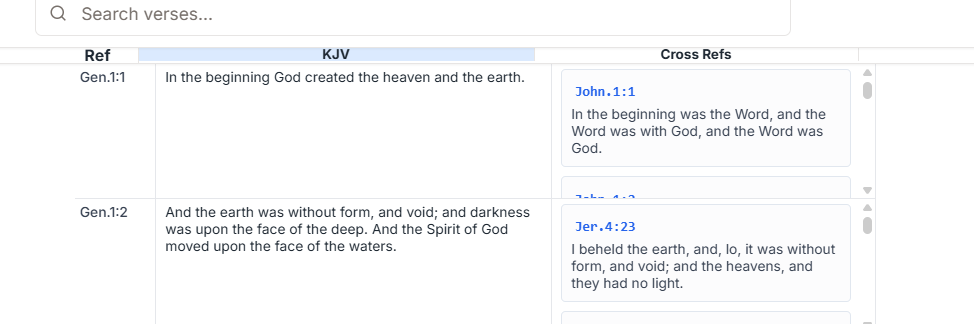 Search verses...
Ref KJV Cross Refs
Gen.1:1
In the beginning God created the heaven and the earth.
John.1:1
In the beginning was the Word, and the
Word was with God, and the Word was
God.
Gen.1:2
And the earth was without form, and void; and darkness
was upon the face of the deep. And the Spirit of God
moved upon the face of the waters.
Jer.4:23
I beheld the earth, and, lo, it was without
form, and void; and the heavens, and
they had no light.